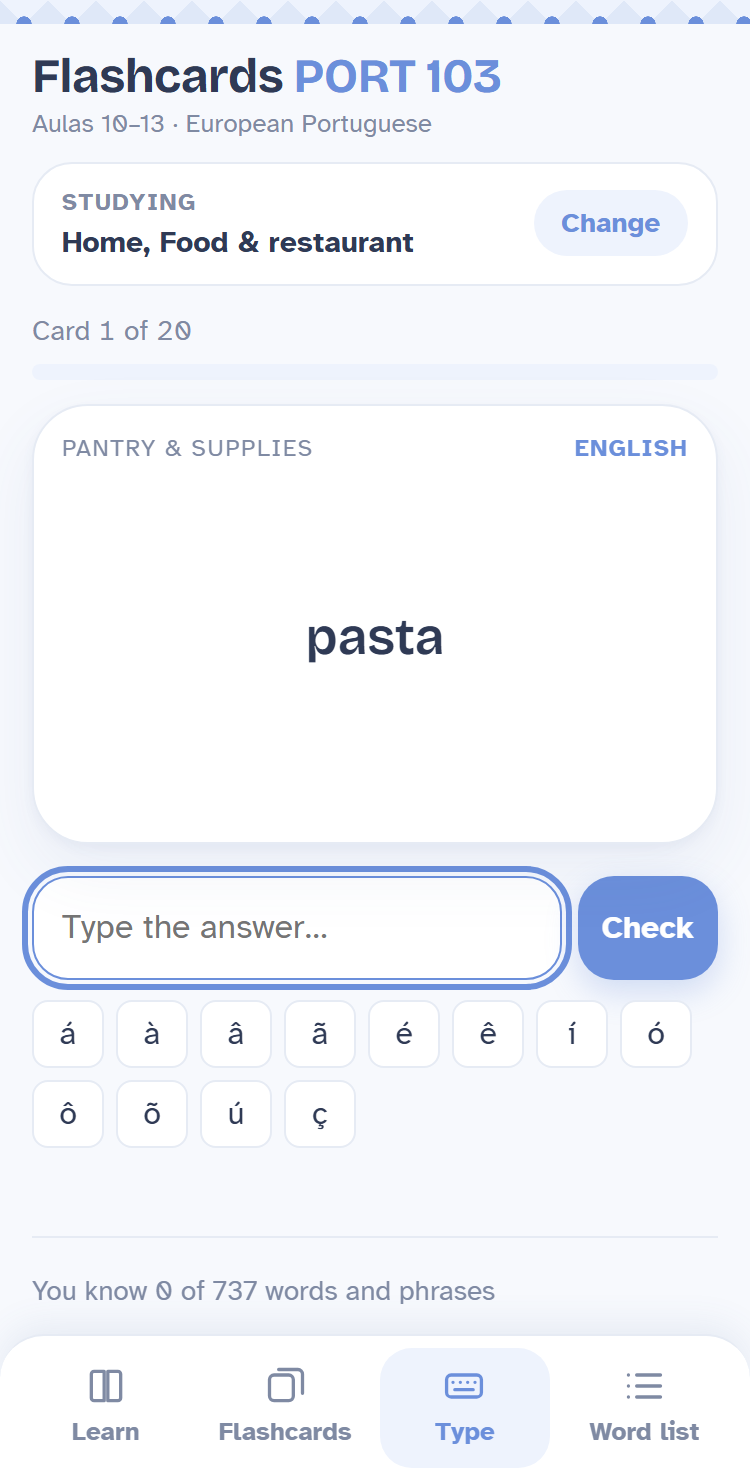 Flashcards PORT 103
Aulas 10–13 · European Portuguese
STUDYING
Home, Food & restaurant
Change
Card 1 of 20
PANTRY & SUPPLIES
ENGLISH
pasta
Type the answer…
Check
á à â ã é ê í ó
ô õ ú ç
You know 0 of 737 words and phrases
Learn
Flashcards
Type
Word list